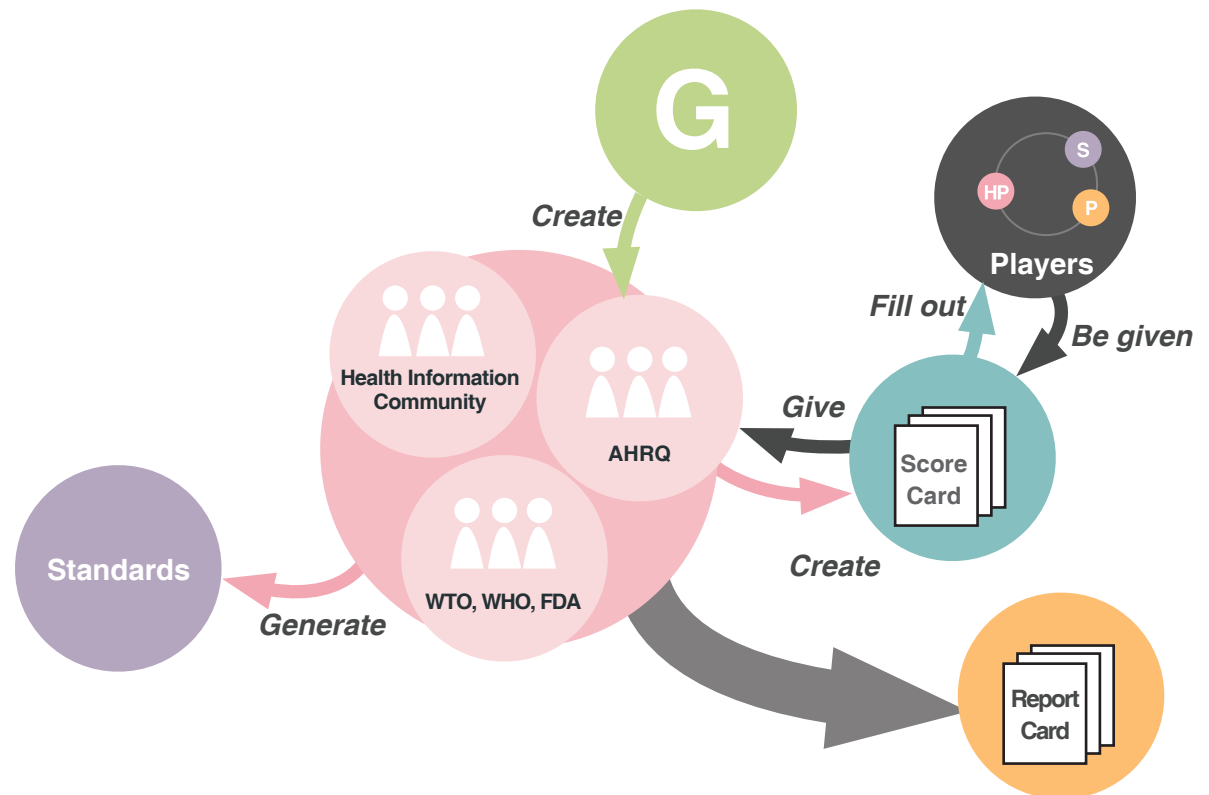 G
Create
S
HP
P
Players
Fill out
Be given
Health Information
Community
AHRQ
Give
Score
Card
Create
Standards
Generate
WTO, WHO, FDA
Report
Card